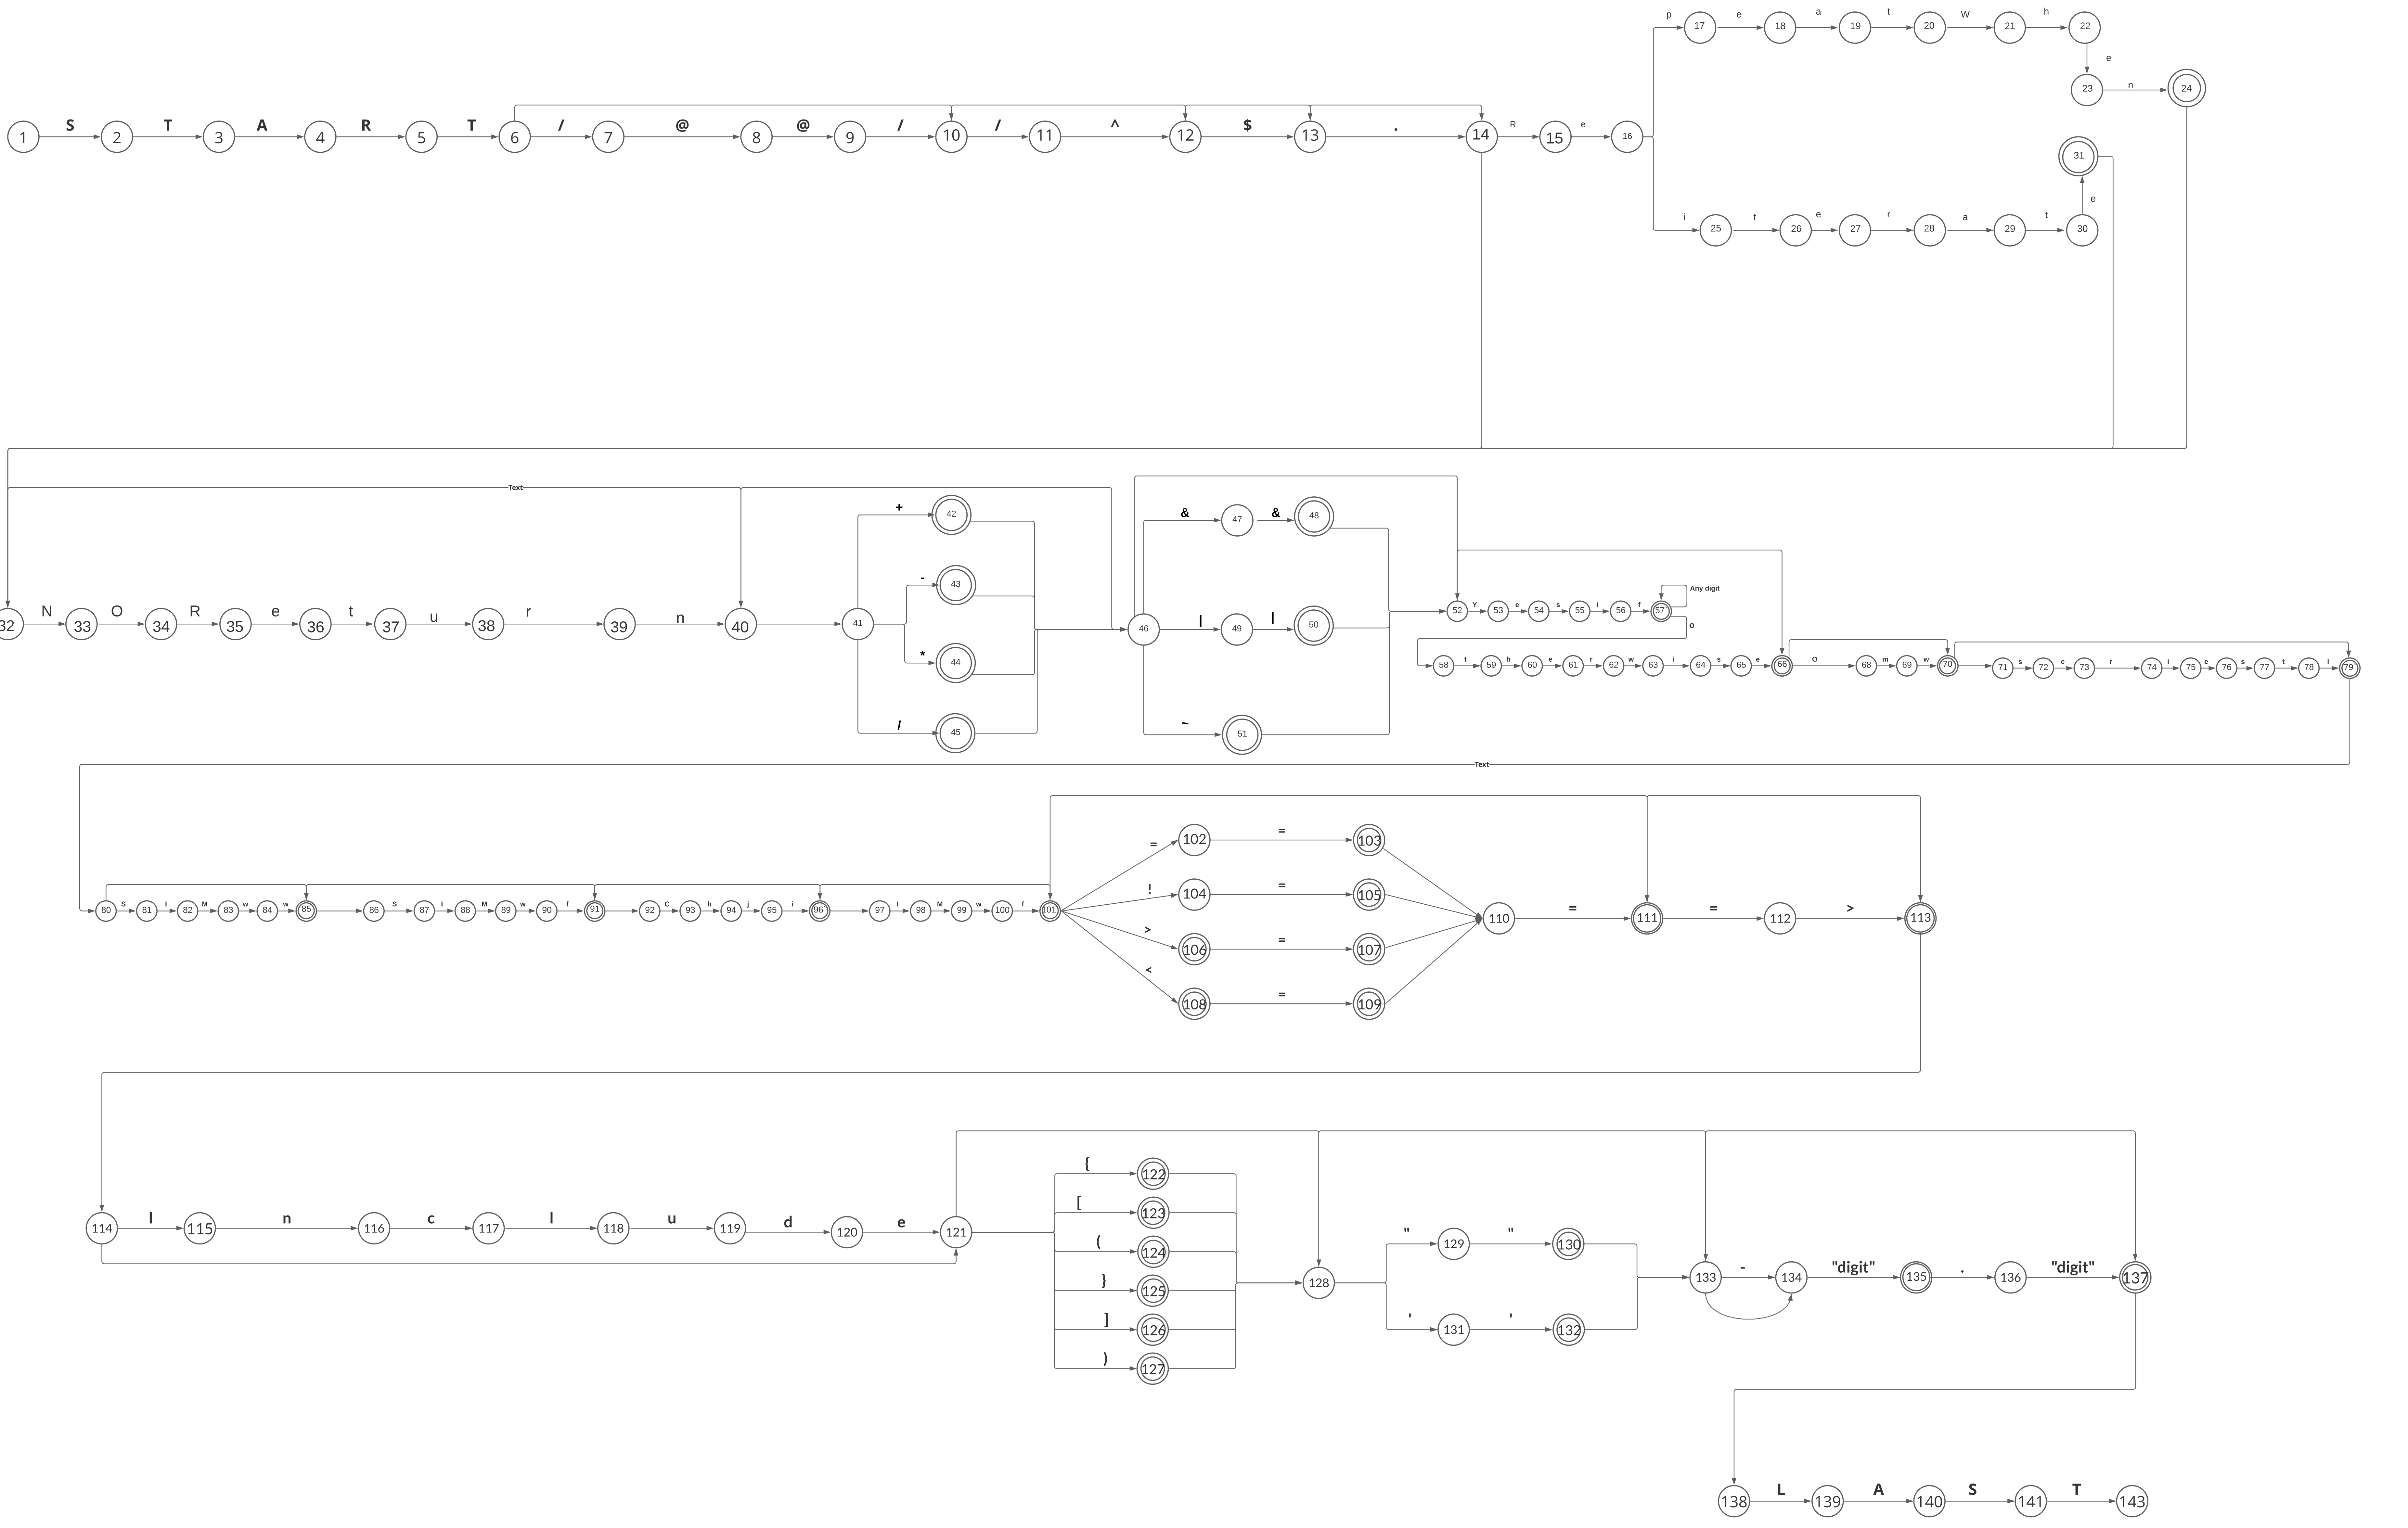 p e a t W h
17 18 19 20 21 22
e
23 n 24
S T A R T / @ @ / / ^ $ . R e
1 2 3 4 5 6 7 8 9 10 11 12 13 14 15 16
31
e
i t e r a t
25 26 27 28 29 30
Text
+ 42
& 47 & 48
- 43
Any digit
N O R e t u r n
32 33 34 35 36 37 38 39 40 41 46
| 49 | 50
52 Y 53 e 54 s 55 i 56 f 57
o
* 44
58 t 59 h 60 e 61 r 62 w 63 i 64 s 65 e 66 O 68 m 69 w 70 71 s 72 e 73 r 74 i 75 e 76 s 77 t 78 l 79
/ 45
~ 51
Text
= 102 = 103
! 104 = 105
80 S 81 I 82 M 83 w 84 w 85 86 S 87 I 88 M 89 w 90 f 91 92 C 93 h 94 j 95 i 96 97 I 98 M 99 w 100 f 101
110 = 111 = 112 > 113
> 106 = 107
< 108 = 109
{ 122
[ 123
114 I 115 n 116 c 117 l 118 u 119 d 120 e 121
( 124
" 129 " 130
} 125
128
133 - 134 "digit" 135 . 136 "digit" 137
] 126
' 131 ' 132
) 127
138 L 139 A 140 S 141 T 143